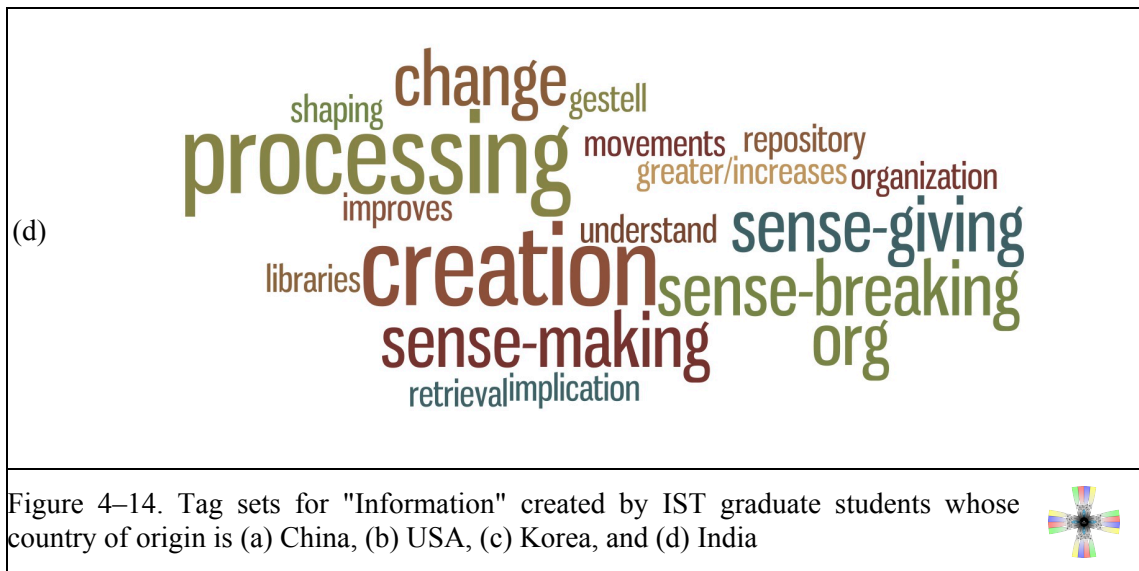 change
shaping
gestell
processing
movements
repository
greater/increases
organization
improves
understand
sense-giving
(d)
libraries
creation
sense-breaking
sense-making
org
retrieval
implication
Figure 4–14. Tag sets for "Information" created by IST graduate students whose
country of origin is (a) China, (b) USA, (c) Korea, and (d) India